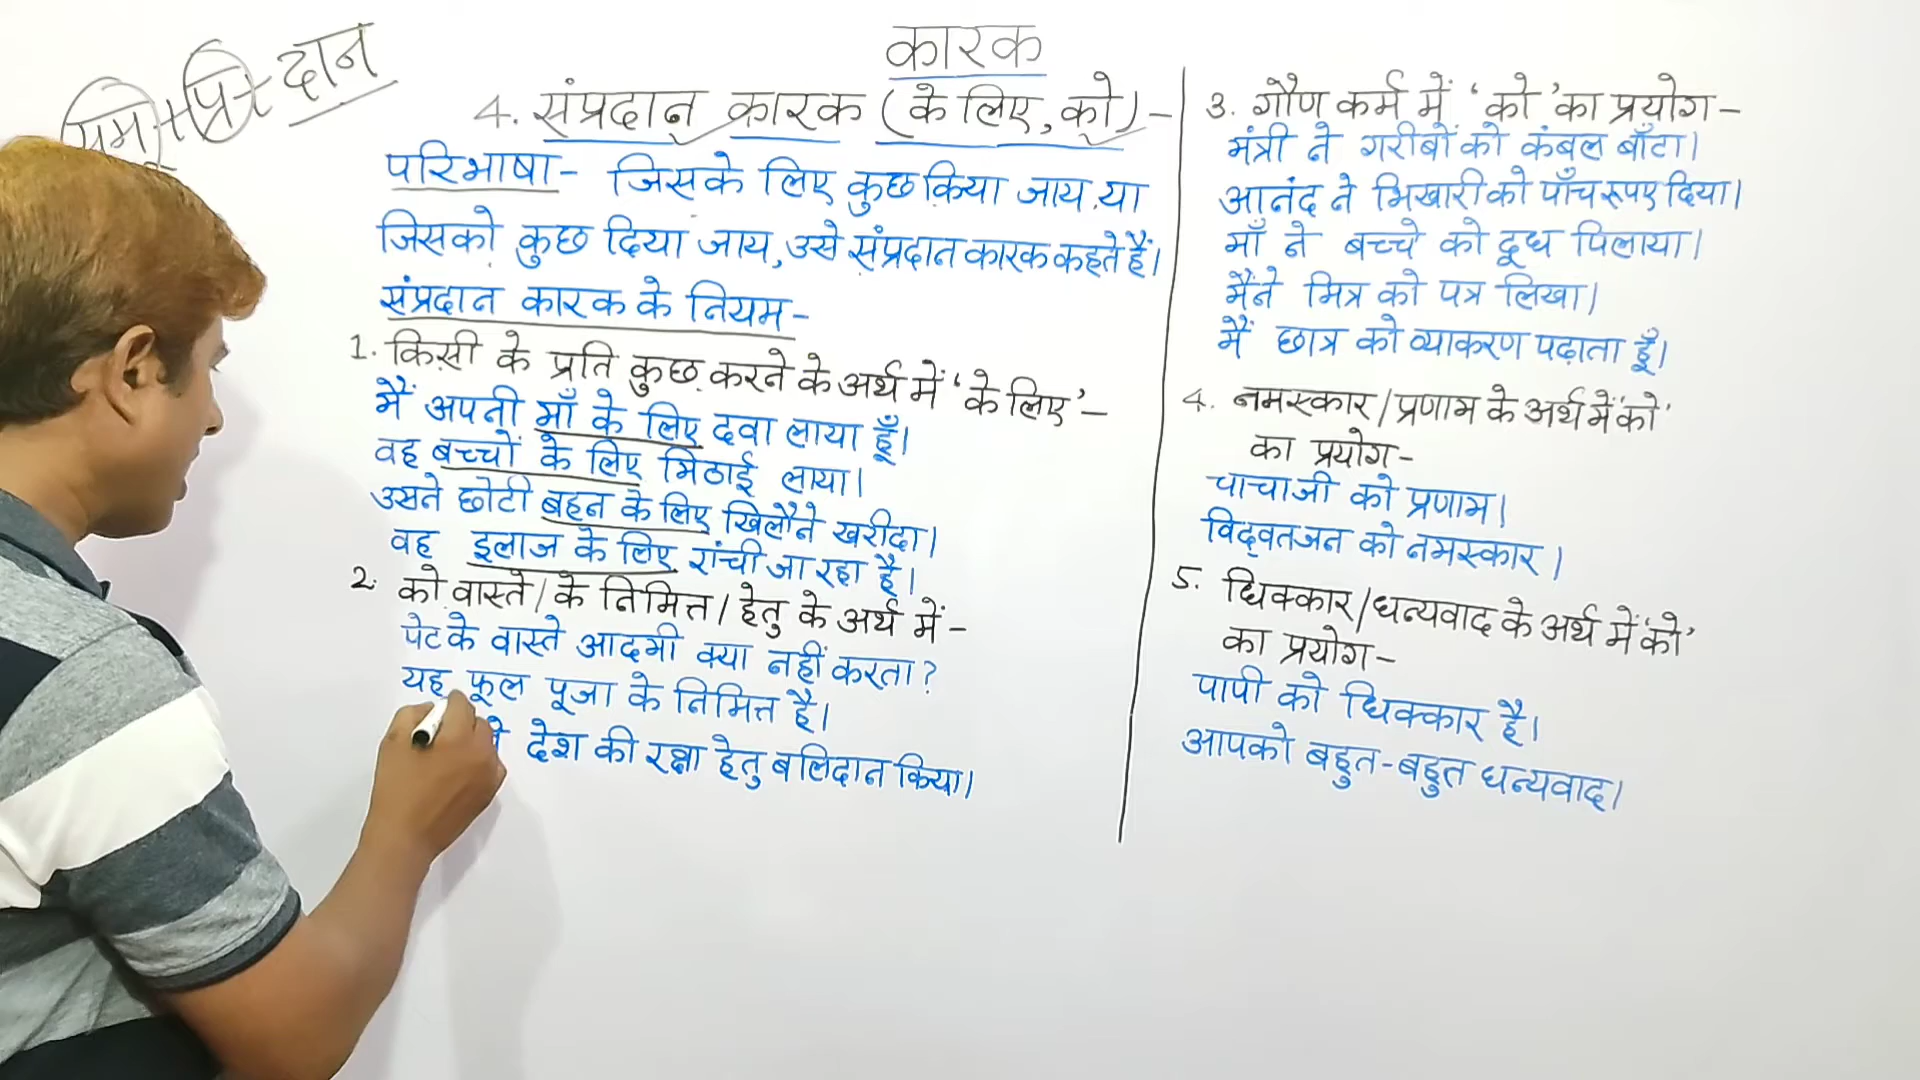 सम्+प्र+दान
कारक
4. संप्रदान कारक (के लिए, को) -
परिभाषा - जिसके लिए कुछ किया जाय या
जिसको कुछ दिया जाय, उसे संप्रदान कारक कहते हैं।
संप्रदान कारक के नियम -
1. किसी के प्रति कुछ करने के अर्थ में 'के लिए' -
मैं अपनी माँ के लिए दवा लाया हूँ।
वह बच्चों के लिए मिठाई लाया।
उसने छोटी बहन के लिए खिलौने खरीदा।
वह इलाज के लिए रांची जा रहा है।
2. को वास्ते/के निमित्त/हेतु के अर्थ में -
पेट के वास्ते आदमी क्या नहीं करता?
यह फूल पूजा के निमित्त है।
ने देश की रक्षा हेतु बलिदान किया।
3. गौण कर्म में 'को' का प्रयोग -
मंत्री ने गरीबों को कंबल बाँटा।
आनंद ने भिखारी को पाँच रूपए दिया।
माँ ने बच्चे को दूध पिलाया।
मैंने मित्र को पत्र लिखा।
मैं छात्र को व्याकरण पढ़ाता हूँ।
4. नमस्कार/प्रणाम के अर्थ में 'को'
का प्रयोग -
चाचाजी को प्रणाम।
विद्वतजन को नमस्कार।
5. धिक्कार/धन्यवाद के अर्थ में 'को'
का प्रयोग -
पापी को धिक्कार है।
आपको बहुत-बहुत धन्यवाद।